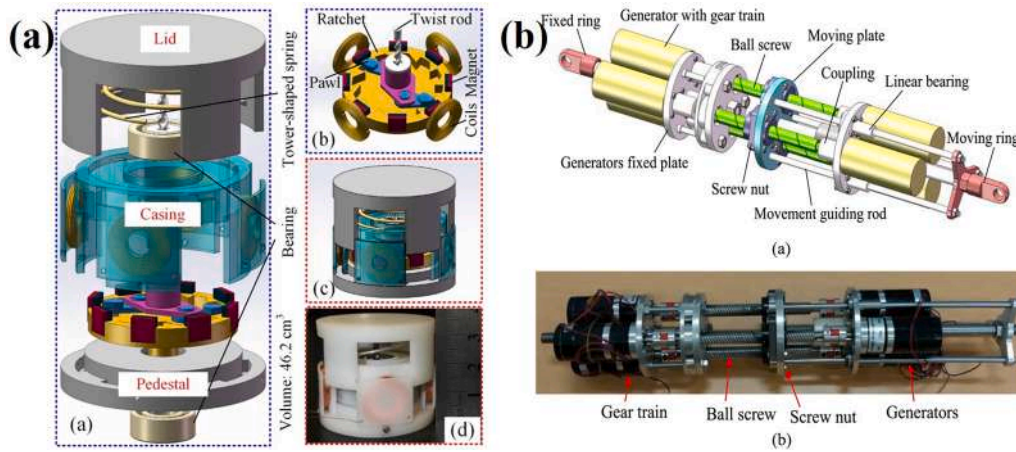 (a)
Lid
Tower-shaped spring
Casing
Bearing
Volume: 46.2 cm³
Pedestal
(a)
Ratchet
Twist rod
Pawl
Coils Magnet
(b)
(c)
(d)
(b)
Generator with gear train
Fixed ring
Ball screw
Moving plate
Coupling
Linear bearing
Moving ring
Generators fixed plate
Screw nut
Movement guiding rod
(a)
Gear train
Ball screw
Screw nut
Generators
(b)